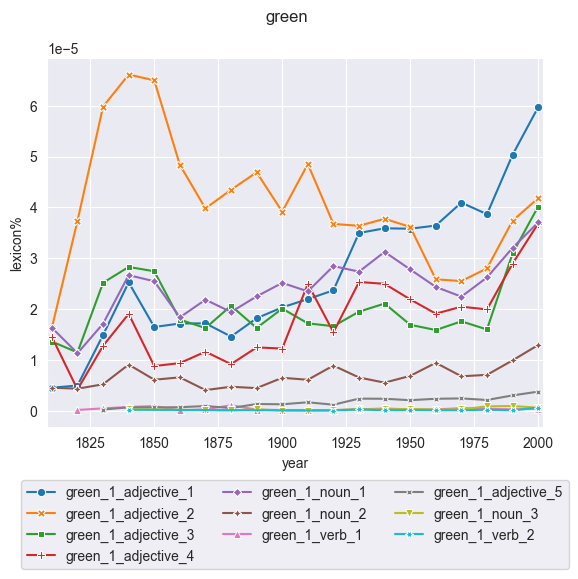 green
1e−5
6
5
4
3
2
1
0
lexicon%
1825 1850 1875 1900 1925 1950 1975 2000
year
green_1_adjective_1 green_1_noun_1 green_1_adjective_5
green_1_adjective_2 green_1_noun_2 green_1_noun_3
green_1_adjective_3 green_1_verb_1 green_1_verb_2
green_1_adjective_4